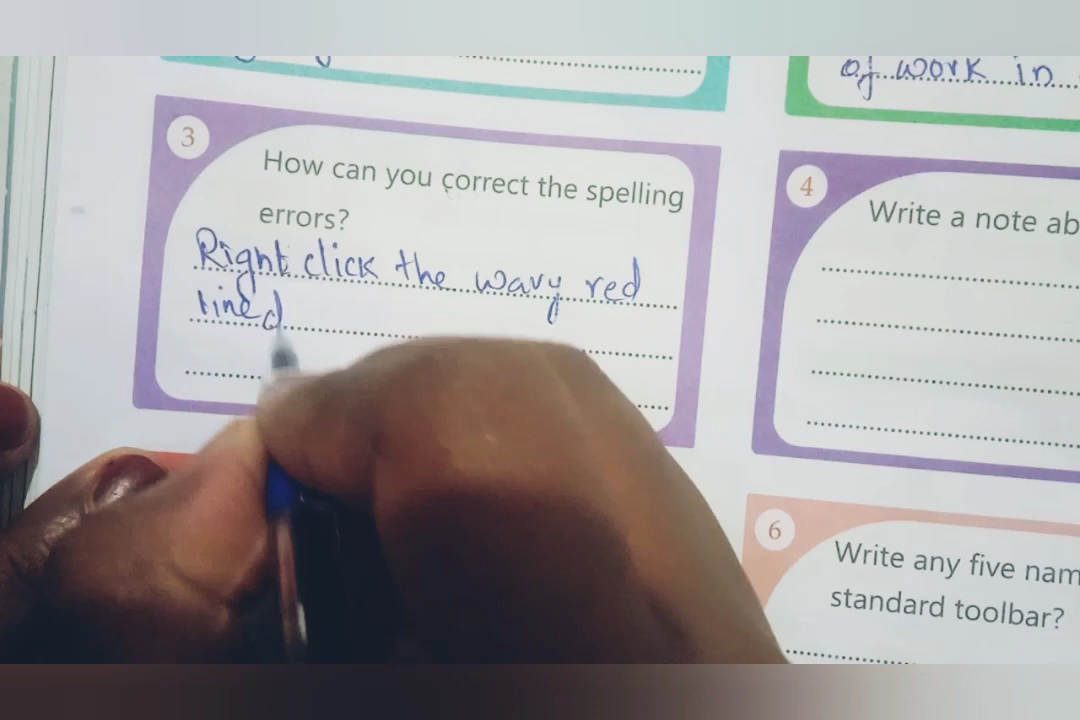 of work in
3
How can you correct the spelling
errors?
Right click the wavy red
lined
4
Write a note ab
6
Write any five nam
standard toolbar?